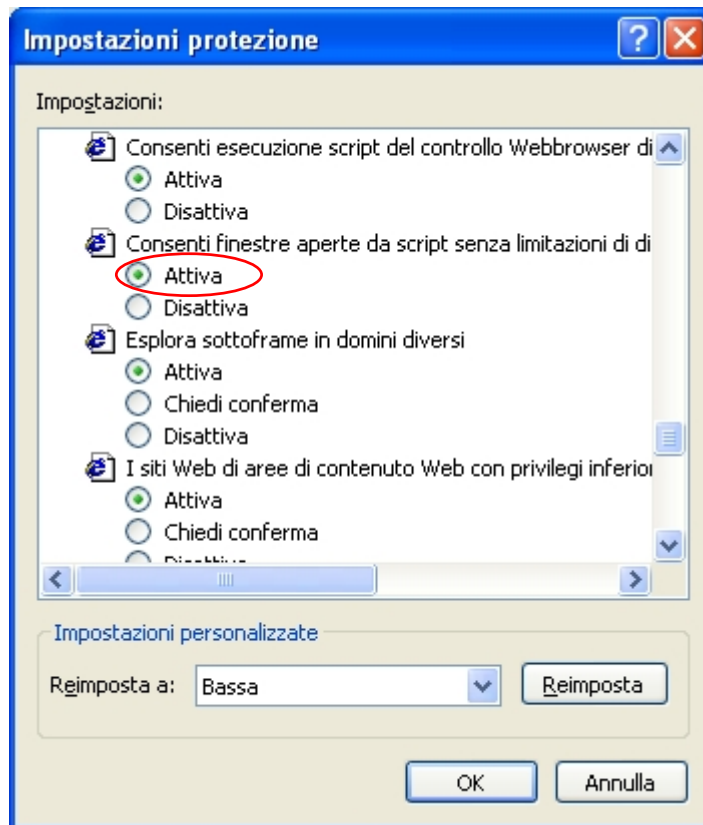 Impostazioni protezione
Impostazioni:
Consenti esecuzione script del controllo Webbrowser di
Attiva
Disattiva
Consenti finestre aperte da script senza limitazioni di di
Attiva
Disattiva
Esplora sottoframe in domini diversi
Attiva
Chiedi conferma
Disattiva
I siti Web di aree di contenuto Web con privilegi inferior
Attiva
Chiedi conferma
Impostazioni personalizzate
Reimposta a: Bassa Reimposta
OK Annulla